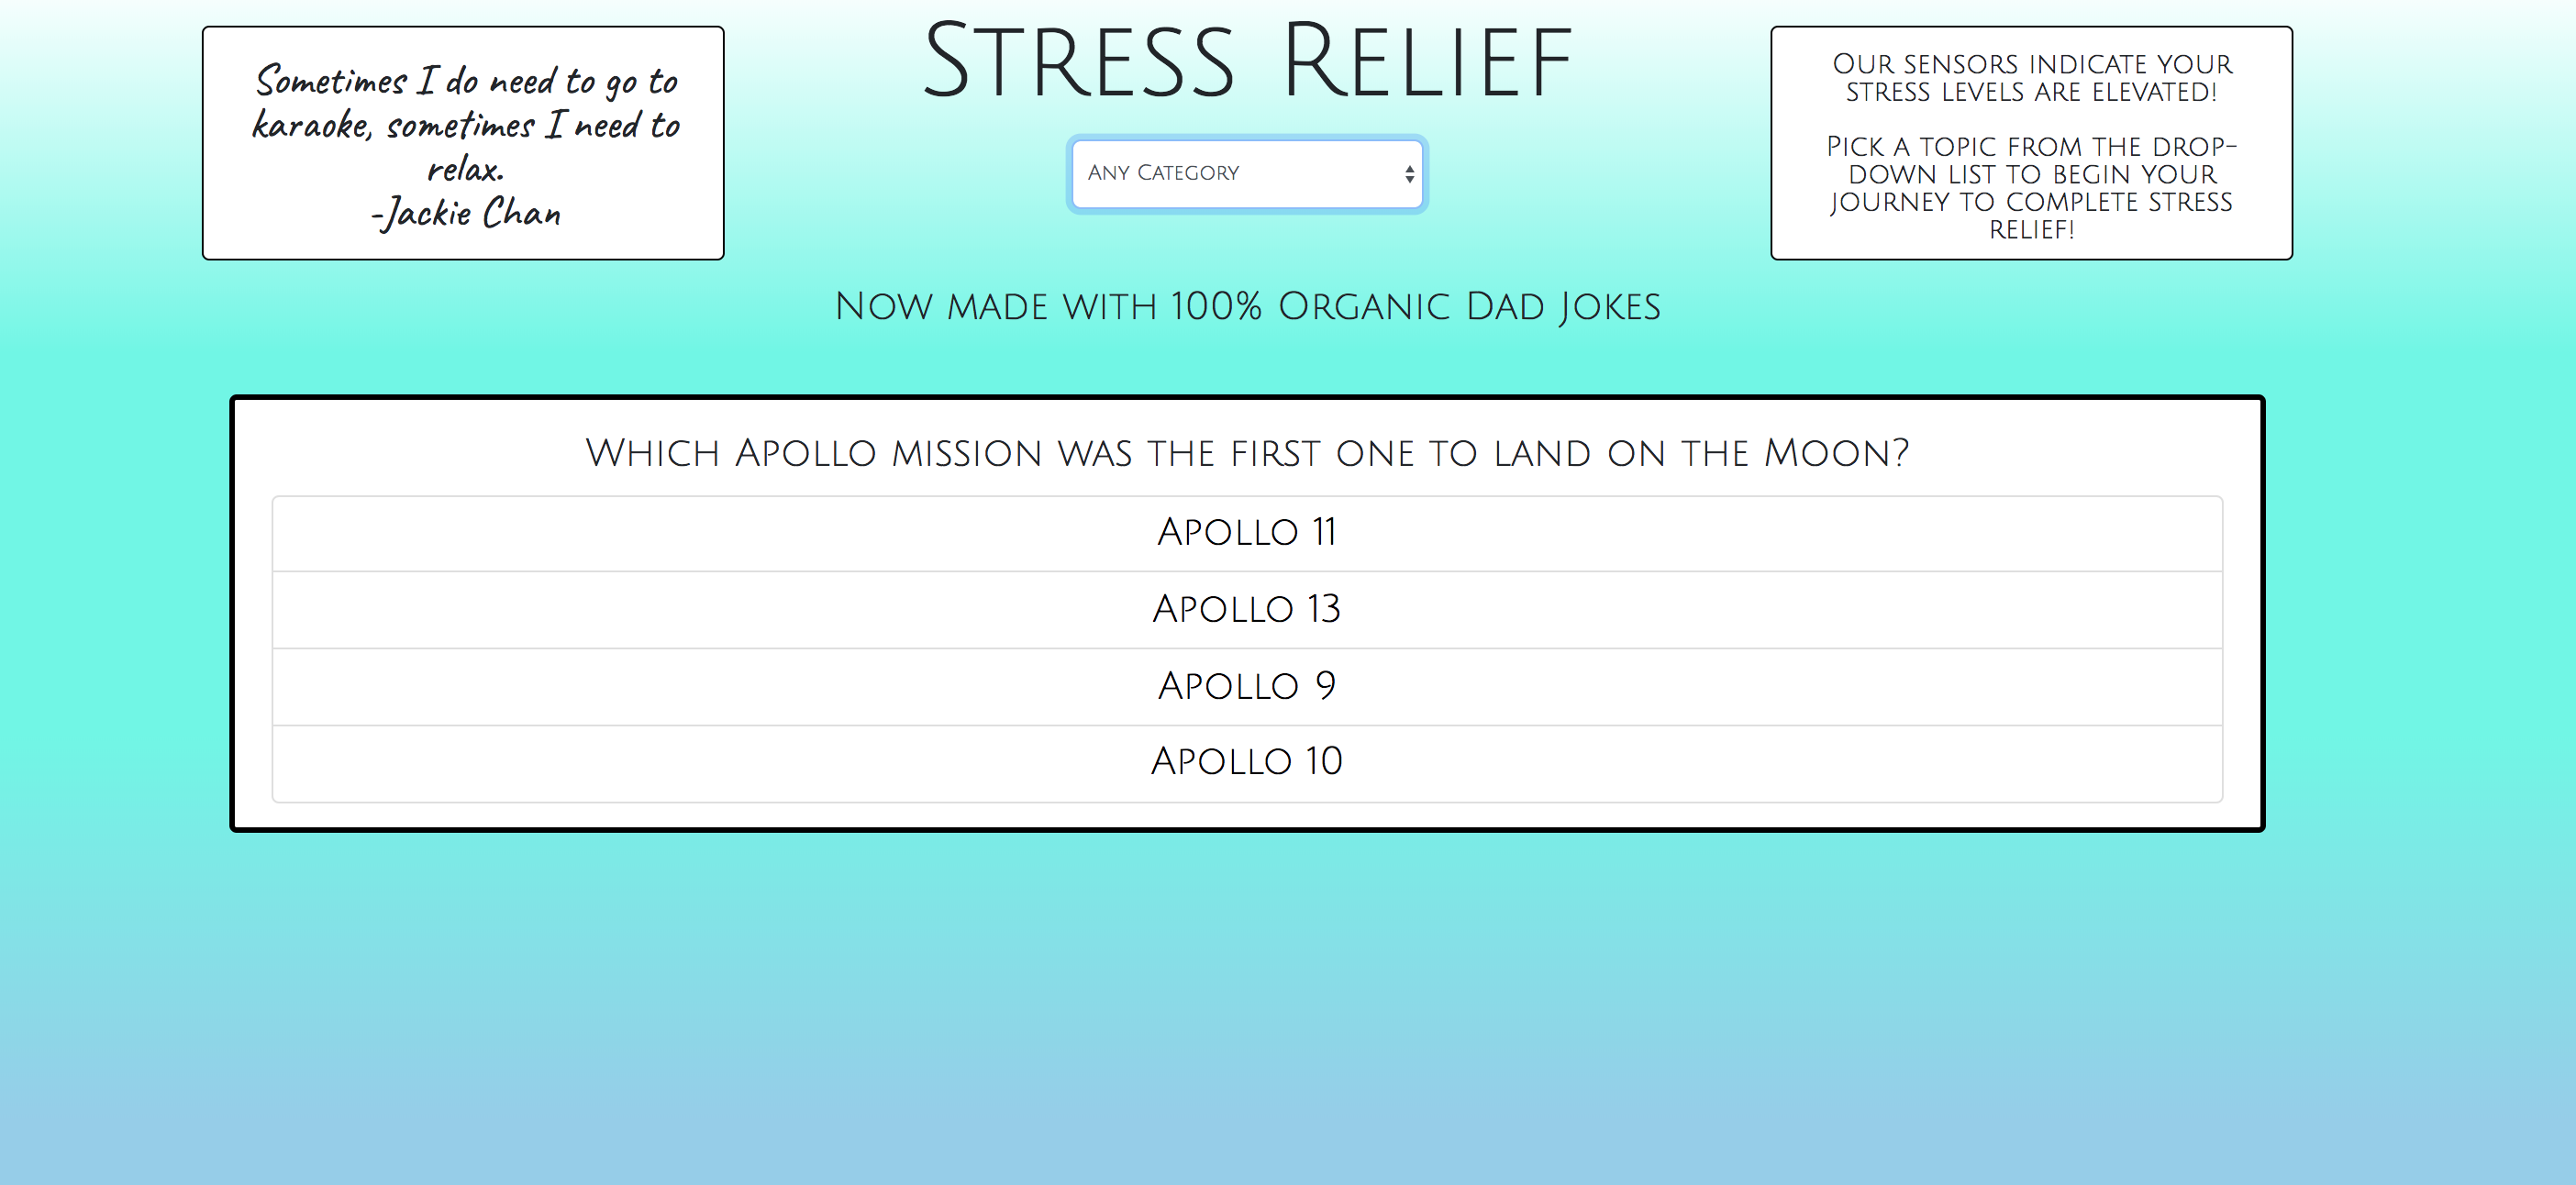 Sometimes I do need to go to
karaoke, sometimes I need to
relax.
-Jackie Chan
Stress Relief
Any Category
Our sensors indicate your
stress levels are elevated!
Pick a topic from the drop-
down list to begin your
journey to complete stress
relief!
Now made with 100% Organic Dad Jokes
Which Apollo mission was the first one to land on the Moon?
Apollo 11
Apollo 13
Apollo 9
Apollo 10